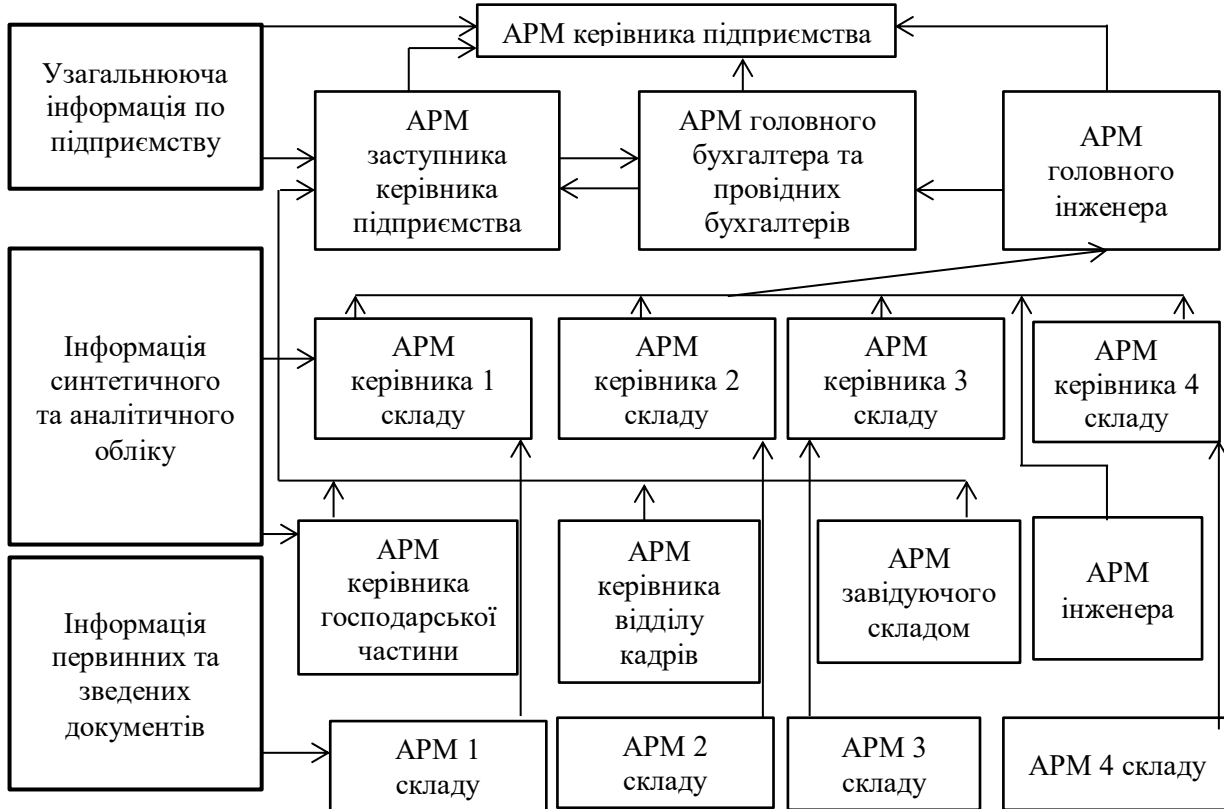 АРМ керівника підприємства
Узагальнююча
інформація по
підприємству
АРМ
заступника
керівника
підприємства
АРМ головного
бухгалтера та
провідних
бухгалтерів
АРМ
головного
інженера
Інформація
синтетичного
та аналітичного
обліку
АРМ
керівника 1
складу
АРМ
керівника 2
складу
АРМ
керівника 3
складу
АРМ
керівника 4
складу
АРМ
керівника
господарської
частини
АРМ
керівника
відділу
кадрів
АРМ
завідуючого
складом
АРМ
інженера
Інформація
первинних та
зведених
документів
АРМ 1
складу
АРМ 2
складу
АРМ 3
складу
АРМ 4 складу